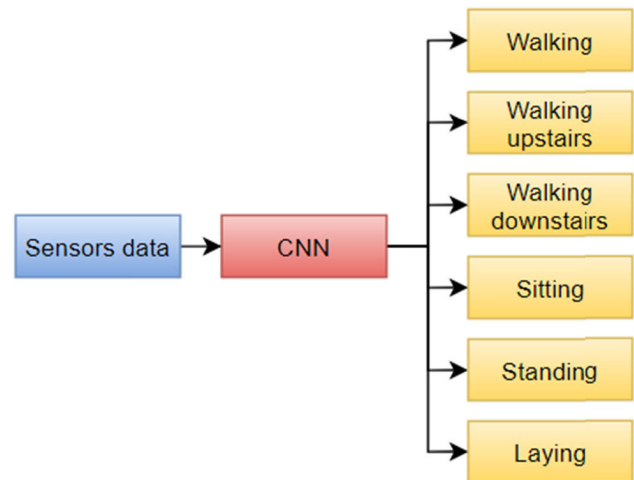 Walking
Walking
upstairs
Walking
downstairs
Sensors data
CNN
Sitting
Standing
Laying